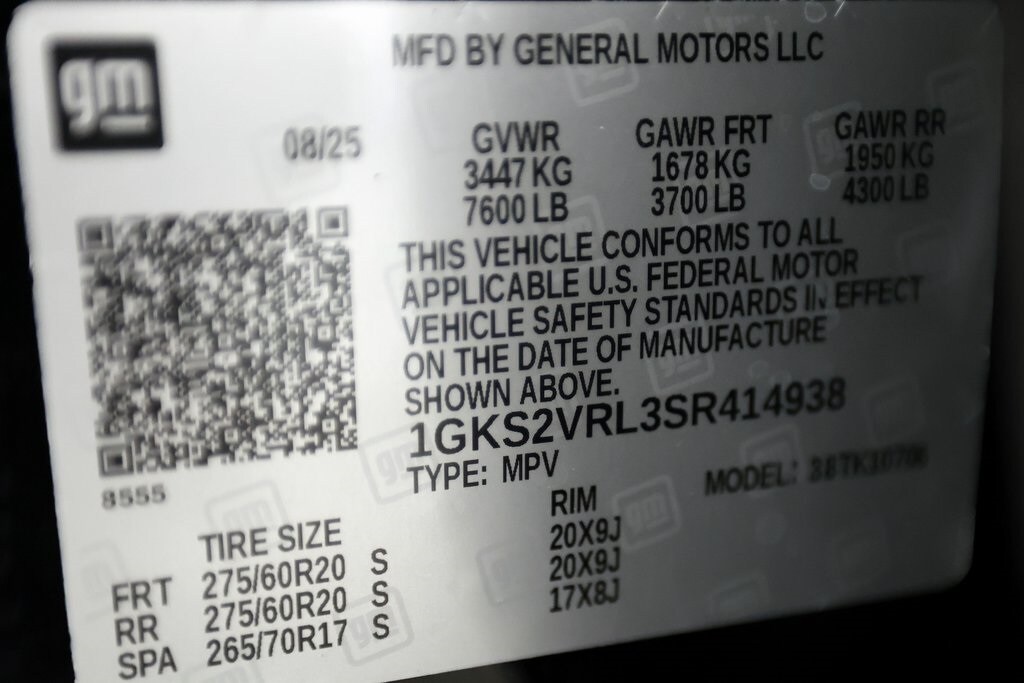 gm
MFD BY GENERAL MOTORS LLC
08/25
GVWR GAWR FRT GAWR RR
3447 KG 1678 KG 1950 KG
7600 LB 3700 LB 4300 LB
THIS VEHICLE CONFORMS TO ALL
APPLICABLE U.S. FEDERAL MOTOR
VEHICLE SAFETY STANDARDS IN EFFECT
ON THE DATE OF MANUFACTURE
SHOWN ABOVE.
1GKS2VRL3SR414938
TYPE: MPV MODEL:
8555
TIRE SIZE RIM
FRT 275/60R20 S 20X9J
RR 275/60R20 S 20X9J
SPA 265/70R17 S 17X8J